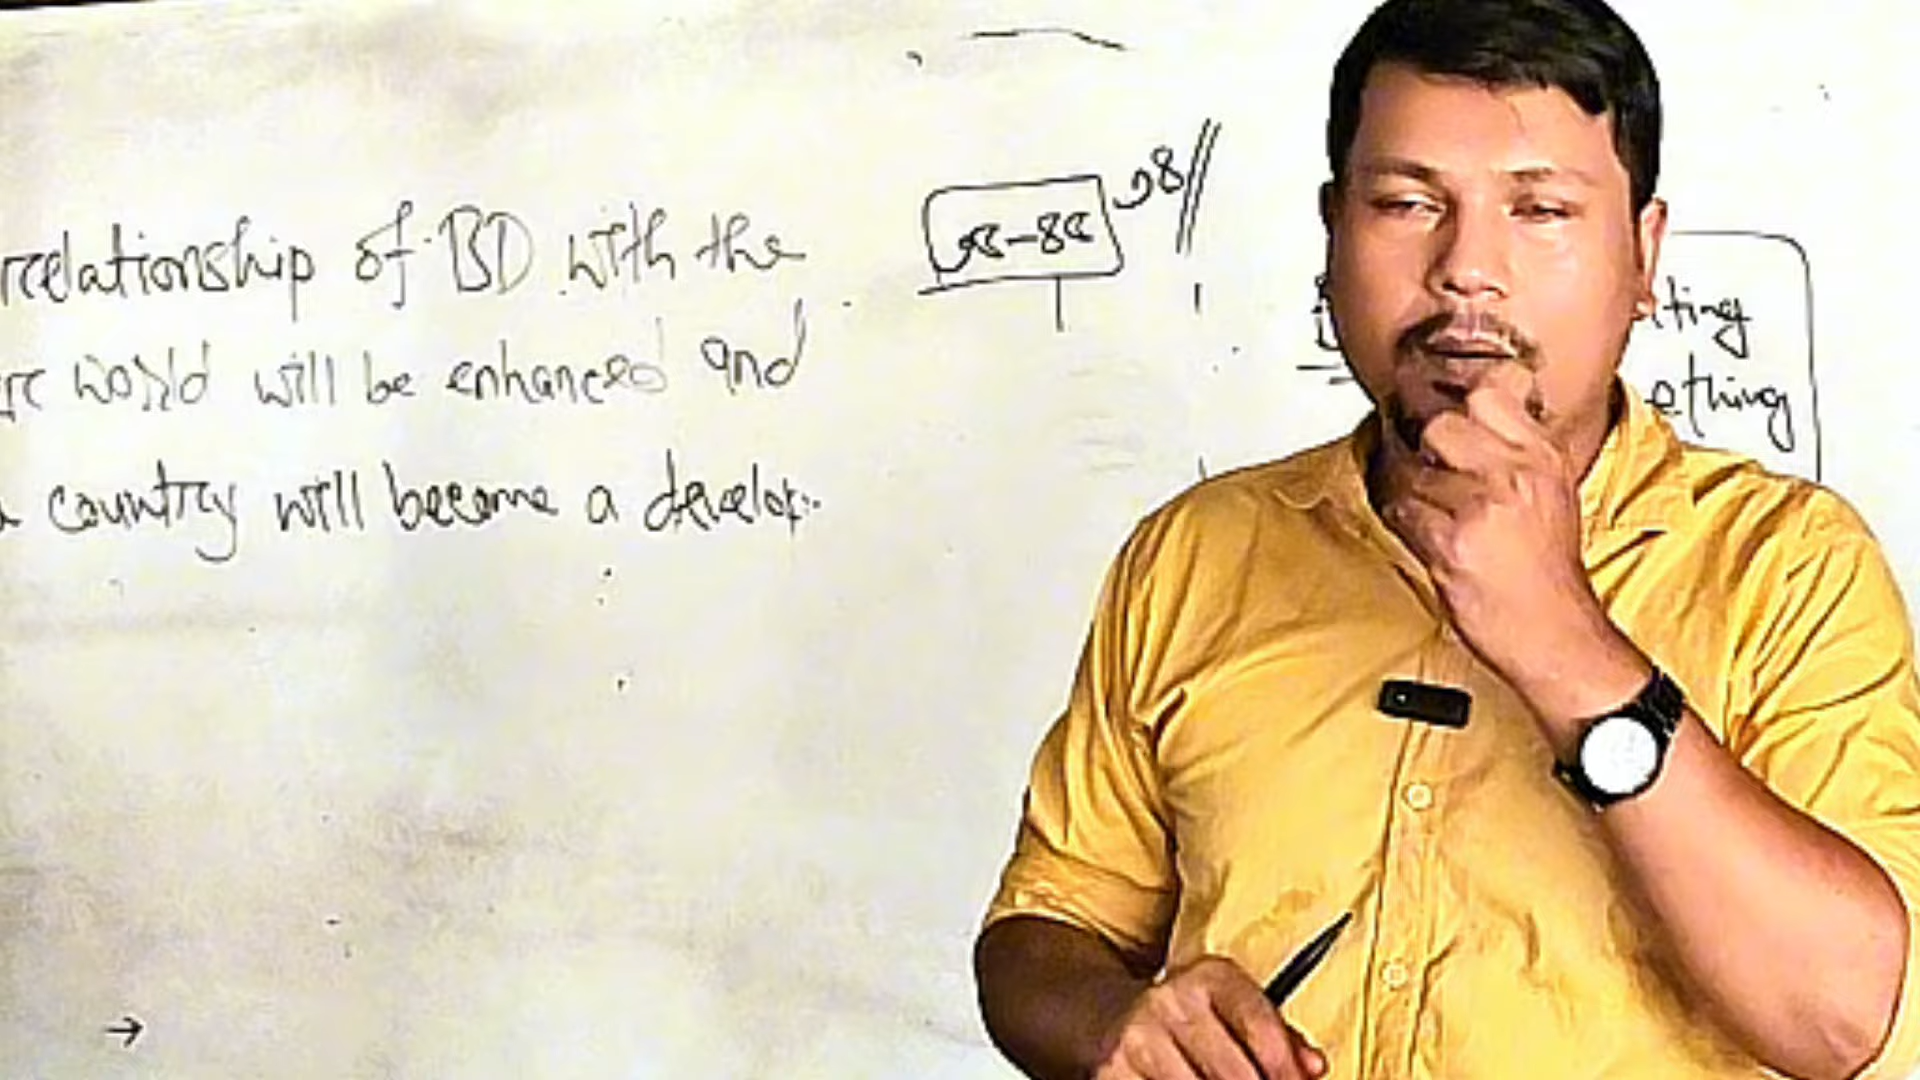 relationship of BD with the
world will be enhanced and
country will become a develop
৩৫-৪৫
৩৪//
ting
ething